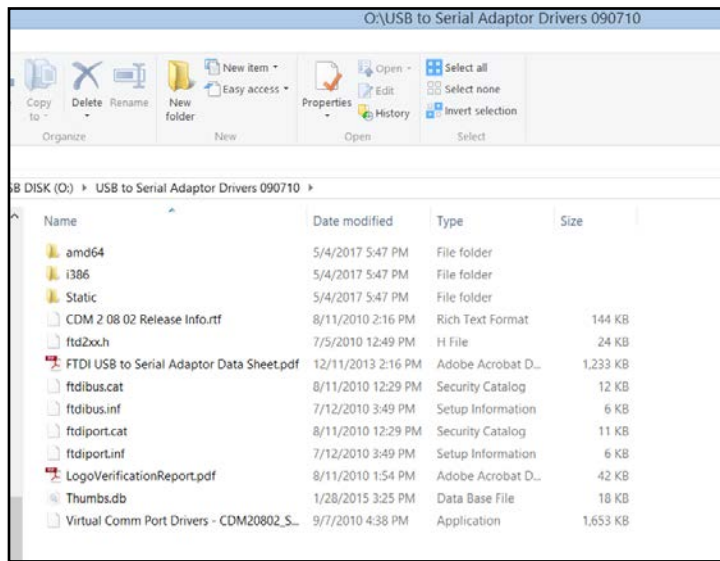 O:\USB to Serial Adaptor Drivers 090710
Copy to
Delete
Rename
New folder
New item
Easy access
Properties
Open
Edit
History
Select all
Select none
Invert selection
Organize
New
Open
Select
SB DISK (O:) USB to Serial Adaptor Drivers 090710
Name Date modified Type Size
amd64 5/4/2017 5:47 PM File folder
i386 5/4/2017 5:47 PM File folder
Static 5/4/2017 5:47 PM File folder
CDM 2 08 02 Release Info.rtf 8/11/2010 2:16 PM Rich Text Format 144 KB
ftd2xx.h 7/5/2010 12:49 PM H File 24 KB
FTDI USB to Serial Adaptor Data Sheet.pdf 12/11/2013 2:16 PM Adobe Acrobat D... 1,233 KB
ftdibus.cat 8/11/2010 12:29 PM Security Catalog 12 KB
ftdibus.inf 7/12/2010 3:49 PM Setup Information 6 KB
ftdiport.cat 8/11/2010 12:29 PM Security Catalog 11 KB
ftdiport.inf 7/12/2010 3:49 PM Setup Information 6 KB
LogoVerificationReport.pdf 8/11/2010 1:54 PM Adobe Acrobat D... 42 KB
Thumbs.db 1/28/2015 3:25 PM Data Base File 18 KB
Virtual Comm Port Drivers - CDM20802_S... 9/7/2010 4:38 PM Application 1,653 KB